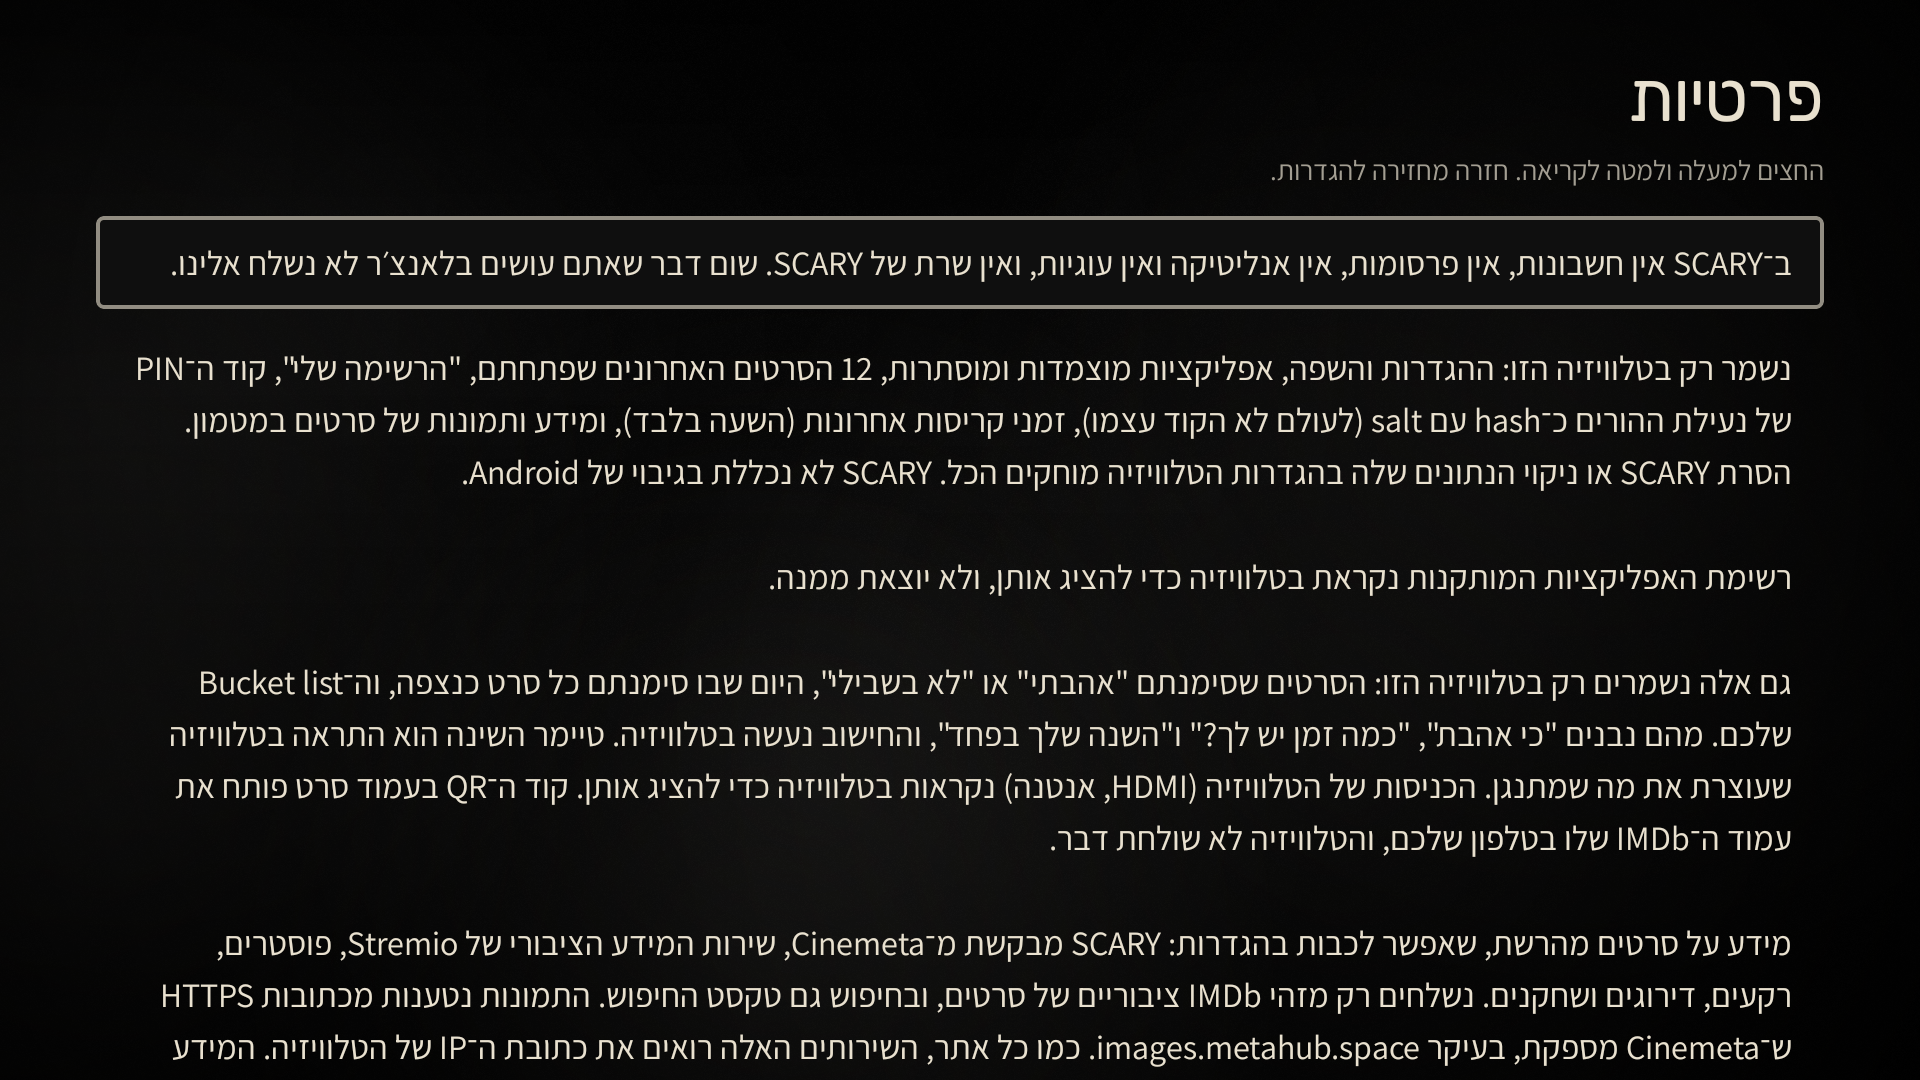 פרטיות
החצים למעלה ולמטה לקריאה. חזרה מחזירה להגדרות.
ב־SCARY אין חשבונות, אין פרסומות, אין אנליטיקה ואין עוגיות, ואין שרת של SCARY. שום דבר שאתם עושים בלאנצ׳ר לא נשלח אלינו.
נשמר רק בטלוויזיה הזו: ההגדרות והשפה, אפליקציות מוצמדות ומוסתרות, 12 הסרטים האחרונים שפתחתם, "הרשימה שלי", קוד ה־PIN
של נעילת ההורים כ־hash עם salt (לעולם לא הקוד עצמו), זמני קריסות אחרונות (השעה בלבד), ומידע ותמונות של סרטים במטמון.
הסרת SCARY או ניקוי הנתונים שלה בהגדרות הטלוויזיה מוחקים הכל. SCARY לא נכללת בגיבוי של Android.
רשימת האפליקציות המותקנות נקראת בטלוויזיה כדי להציג אותן, ולא יוצאת ממנה.
גם אלה נשמרים רק בטלוויזיה הזו: הסרטים שסימנתם "אהבתי" או "לא בשבילי", היום שבו סימנתם כל סרט כנצפה, וה־Bucket list
שלכם. מהם נבנים "כי אהבת", "כמה זמן יש לך?" ו"השנה שלך בפחד", והחישוב נעשה בטלוויזיה. טיימר השינה הוא התראה בטלוויזיה
שעוצרת את מה שמתנגן. הכניסות של הטלוויזיה (HDMI, אנטנה) נקראות בטלוויזיה כדי להציג אותן. קוד ה־QR בעמוד סרט פותח את
עמוד ה־IMDb שלו בטלפון שלכם, והטלוויזיה לא שולחת דבר.
מידע על סרטים מהרשת, שאפשר לכבות בהגדרות: SCARY מבקשת מ־Cinemeta, שירות המידע הציבורי של Stremio, פוסטרים,
רקעים, דירוגים ושחקנים. נשלחים רק מזהי IMDb ציבוריים של סרטים, ובחיפוש גם טקסט החיפוש. התמונות נטענות מכתובות HTTPS
ש־Cinemeta מספקת, בעיקר images.metahub.space. כמו כל אתר, השירותים האלה רואים את כתובת ה־IP של הטלוויזיה. המידע